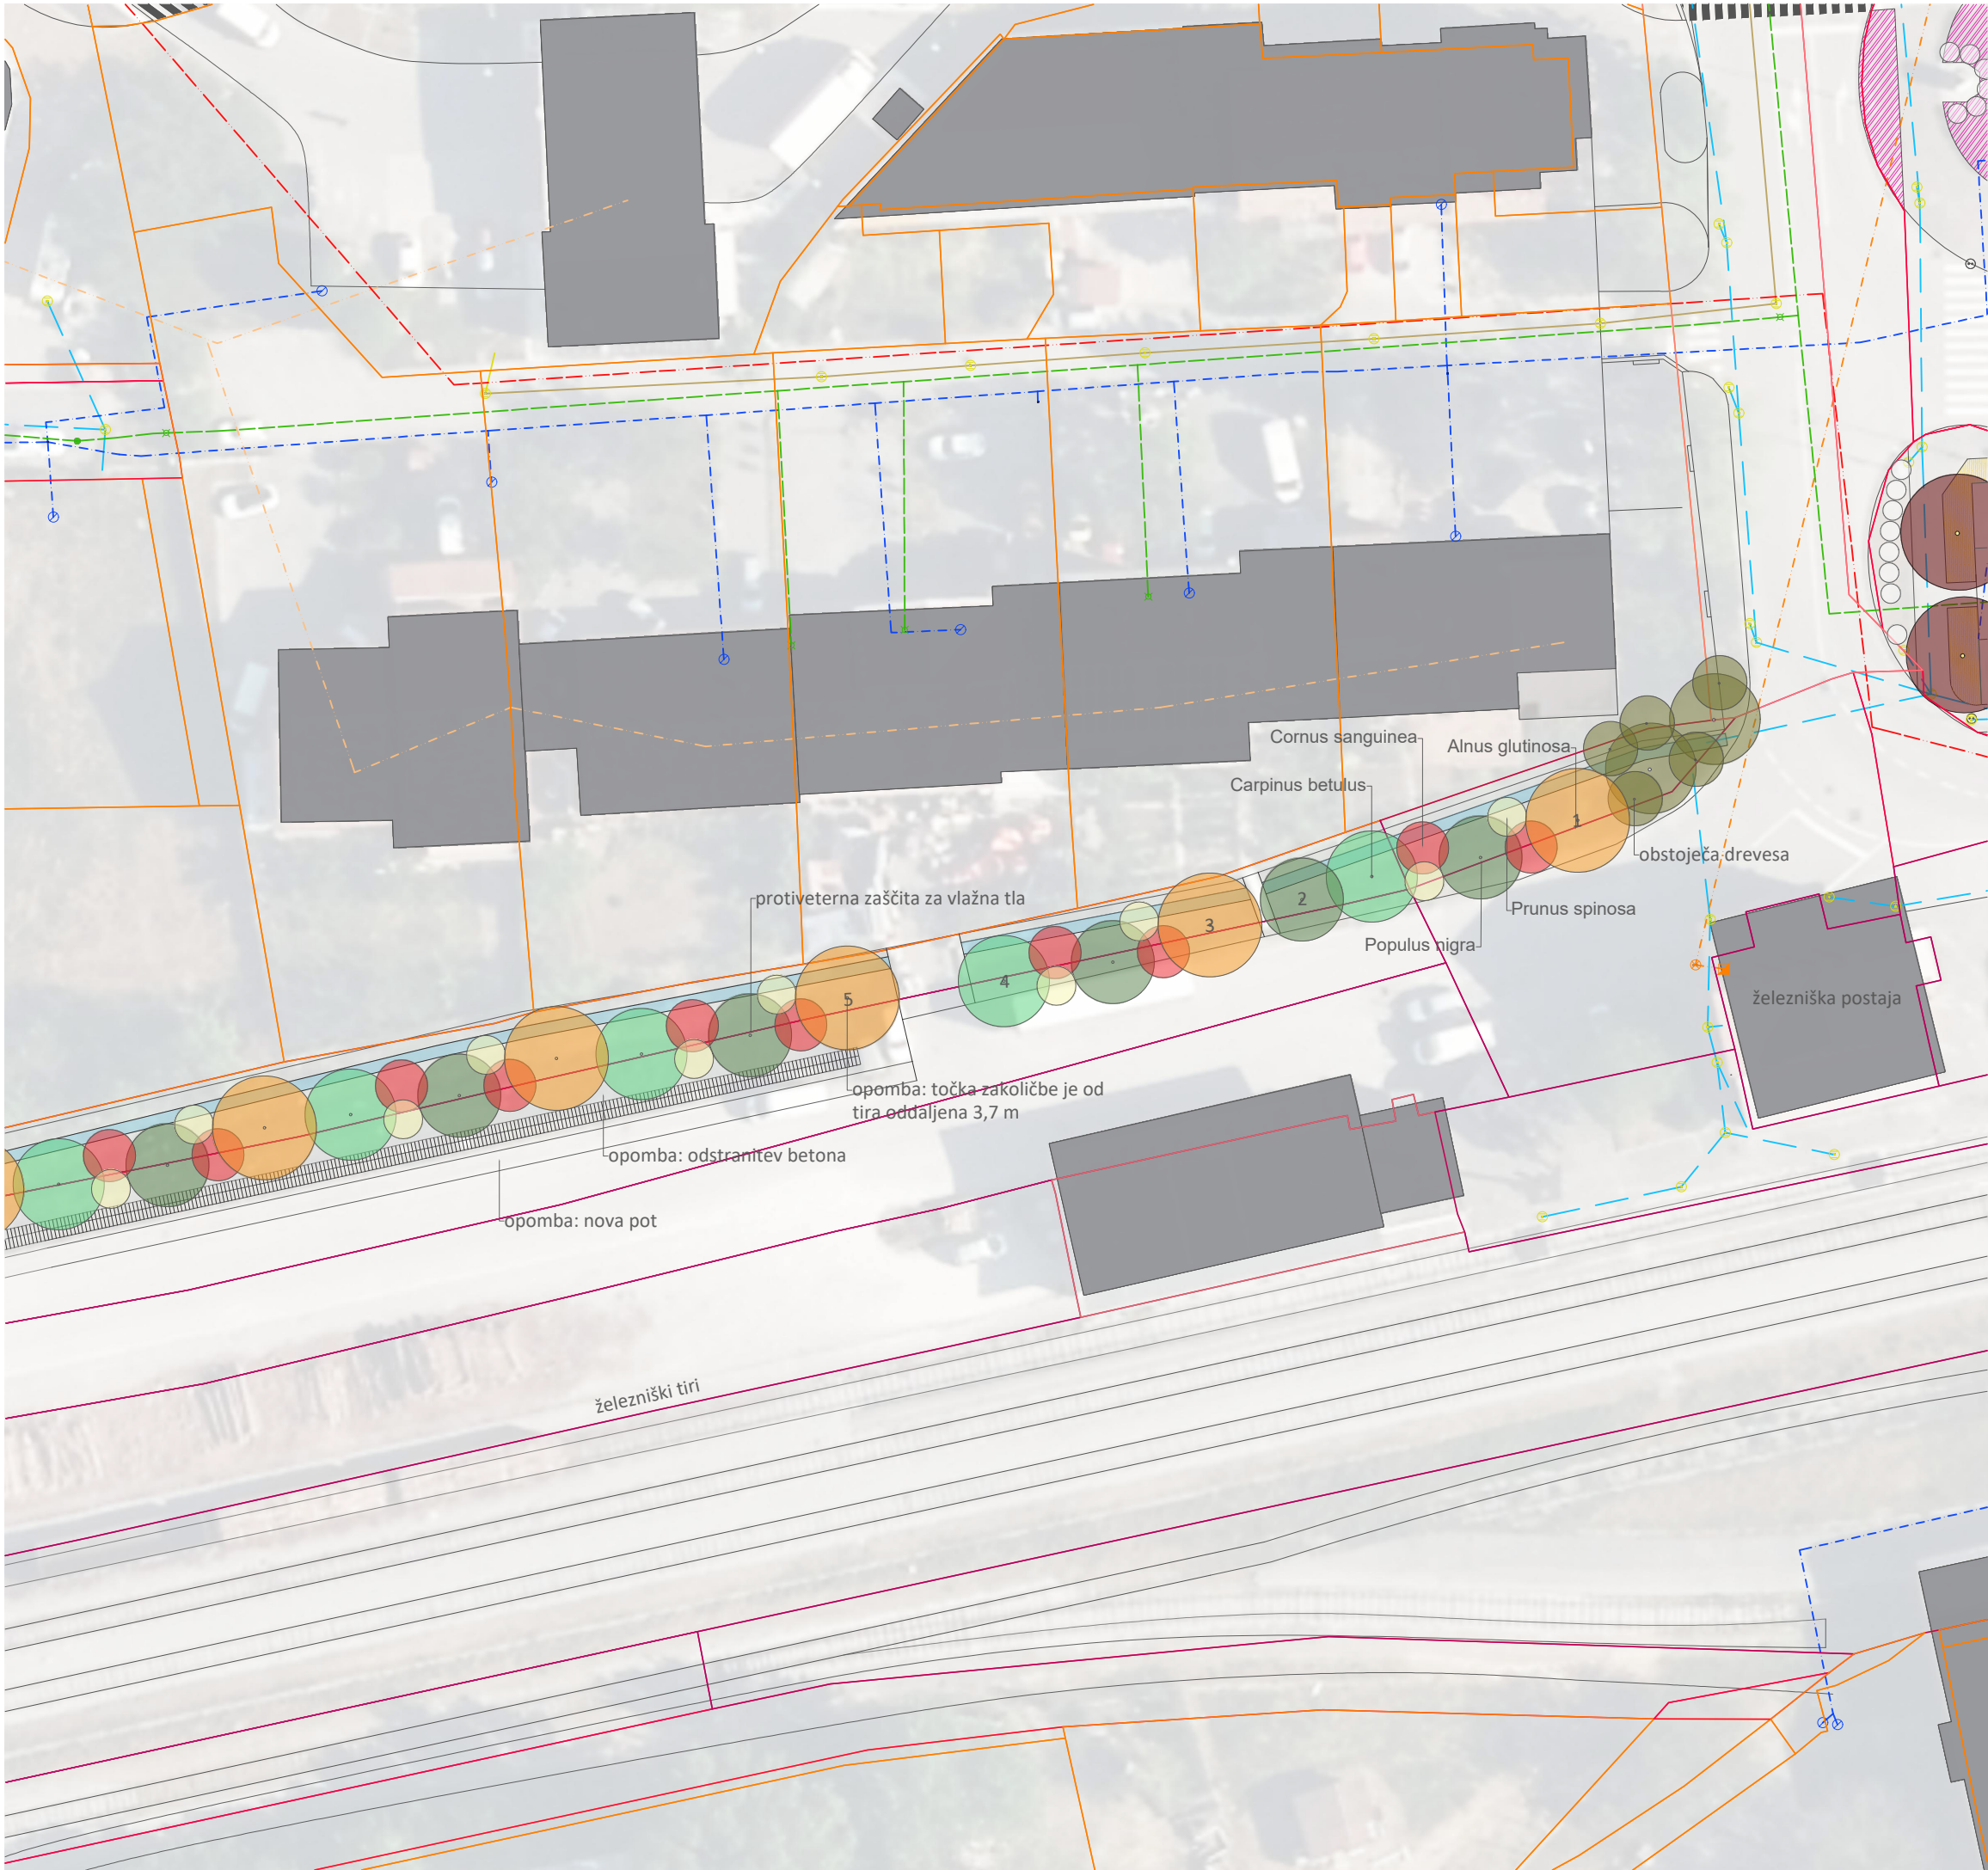 Cornus sanguinea
Alnus glutinosa
Carpinus betulus
1
obstoječa drevesa
protiveterna zaščita za vlažna tla
2
Prunus spinosa
3
Populus nigra
4
5
železniška postaja
opomba: točka zakoličbe je od
tira oddaljena 3,7 m
opomba: odstranitev betona
opomba: nova pot
železniški tiri